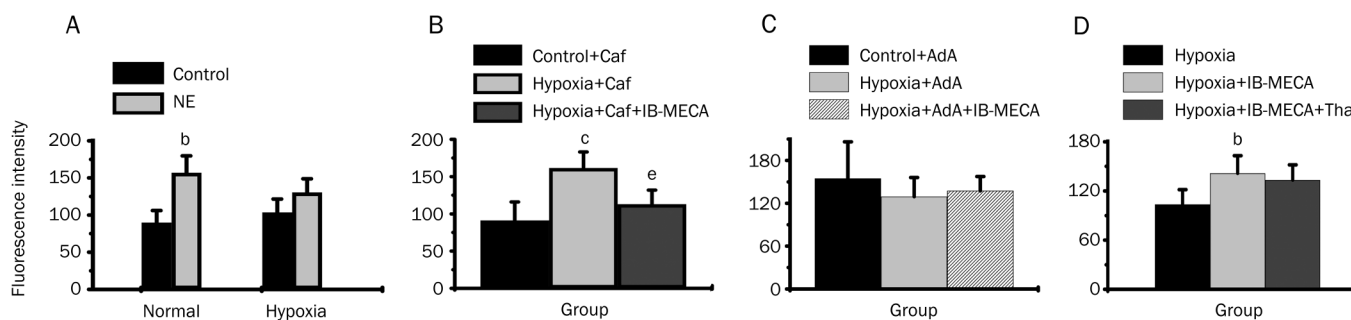 A
Control
NE
Fluorescence intensity
200
150
100
50
0
b
Normal
Hypoxia
B
Control+Caf
Hypoxia+Caf
Hypoxia+Caf+IB-MECA
200
150
100
50
0
c
e
Group
C
Control+AdA
Hypoxia+AdA
Hypoxia+AdA+IB-MECA
180
120
60
0
Group
D
Hypoxia
Hypoxia+IB-MECA
Hypoxia+IB-MECA+Tha
180
120
60
0
b
Group